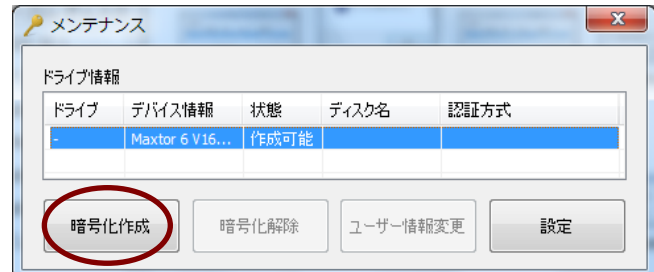 メンテナンス
ドライブ情報
ドライブ デバイス情報 状態 ディスク名 認証方式
- Maxtor 6 V16... 作成可能
暗号化作成 暗号化解除 ユーザー情報変更 設定